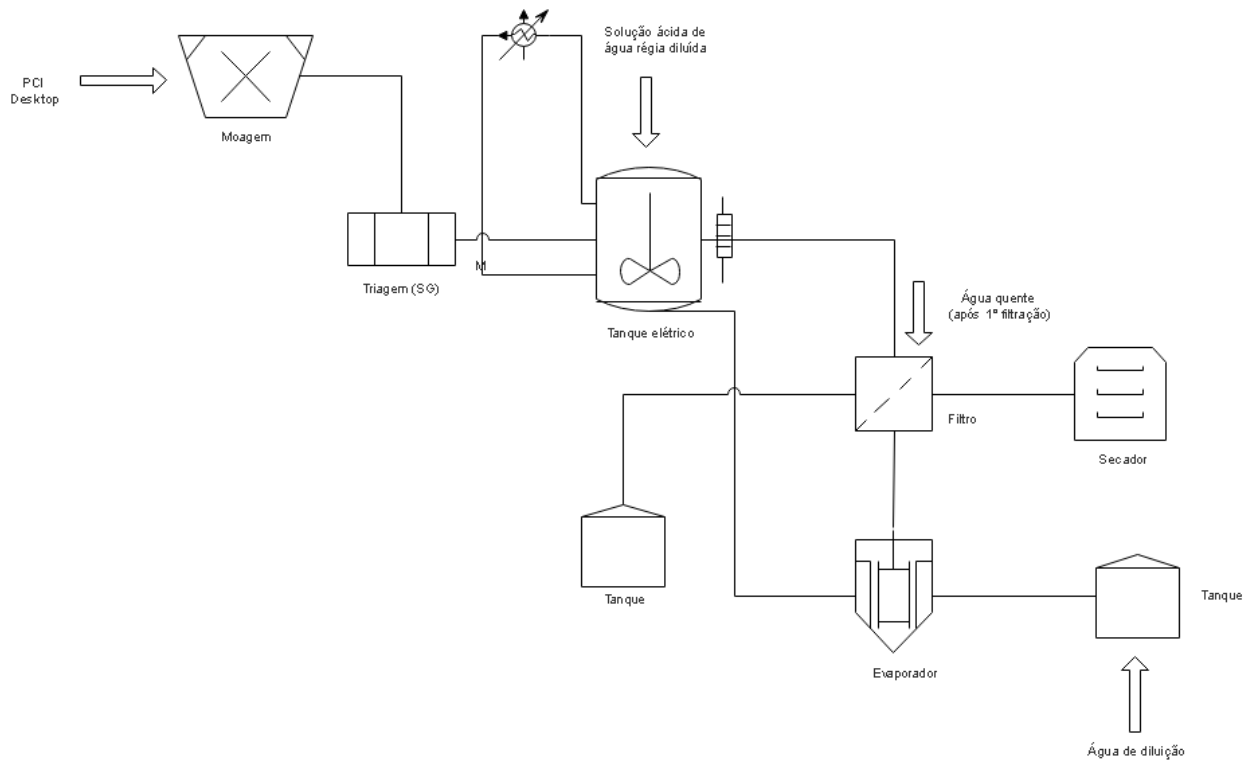 Solução ácida de
água régia diluída
PCI
Desktop
Moagem
M
Triagem (SG)
Tanque elétrico
Água quente
(após 1ª filtração)
Filtro
Secador
Tanque
Tanque
Evaporador
Água de diluição